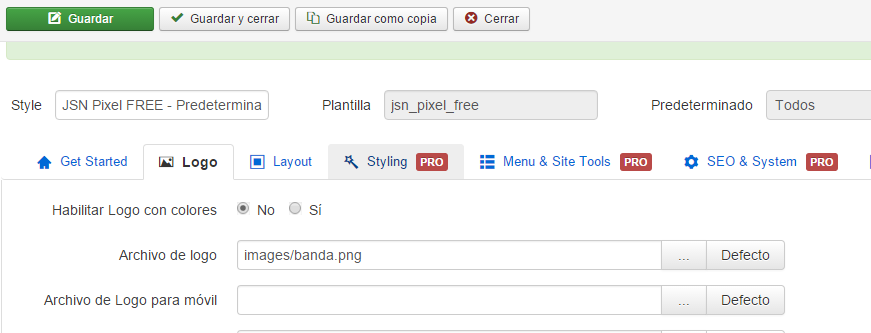 Guardar Guardar y cerrar Guardar como copia Cerrar
Style JSN Pixel FREE - Predetermina Plantilla jsn_pixel_free Predeterminado Todos
Get Started Logo Layout Styling PRO Menu & Site Tools PRO SEO & System PRO
Habilitar Logo con colores No Sí
Archivo de logo images/banda.png ... Defecto
Archivo de Logo para móvil ... Defecto